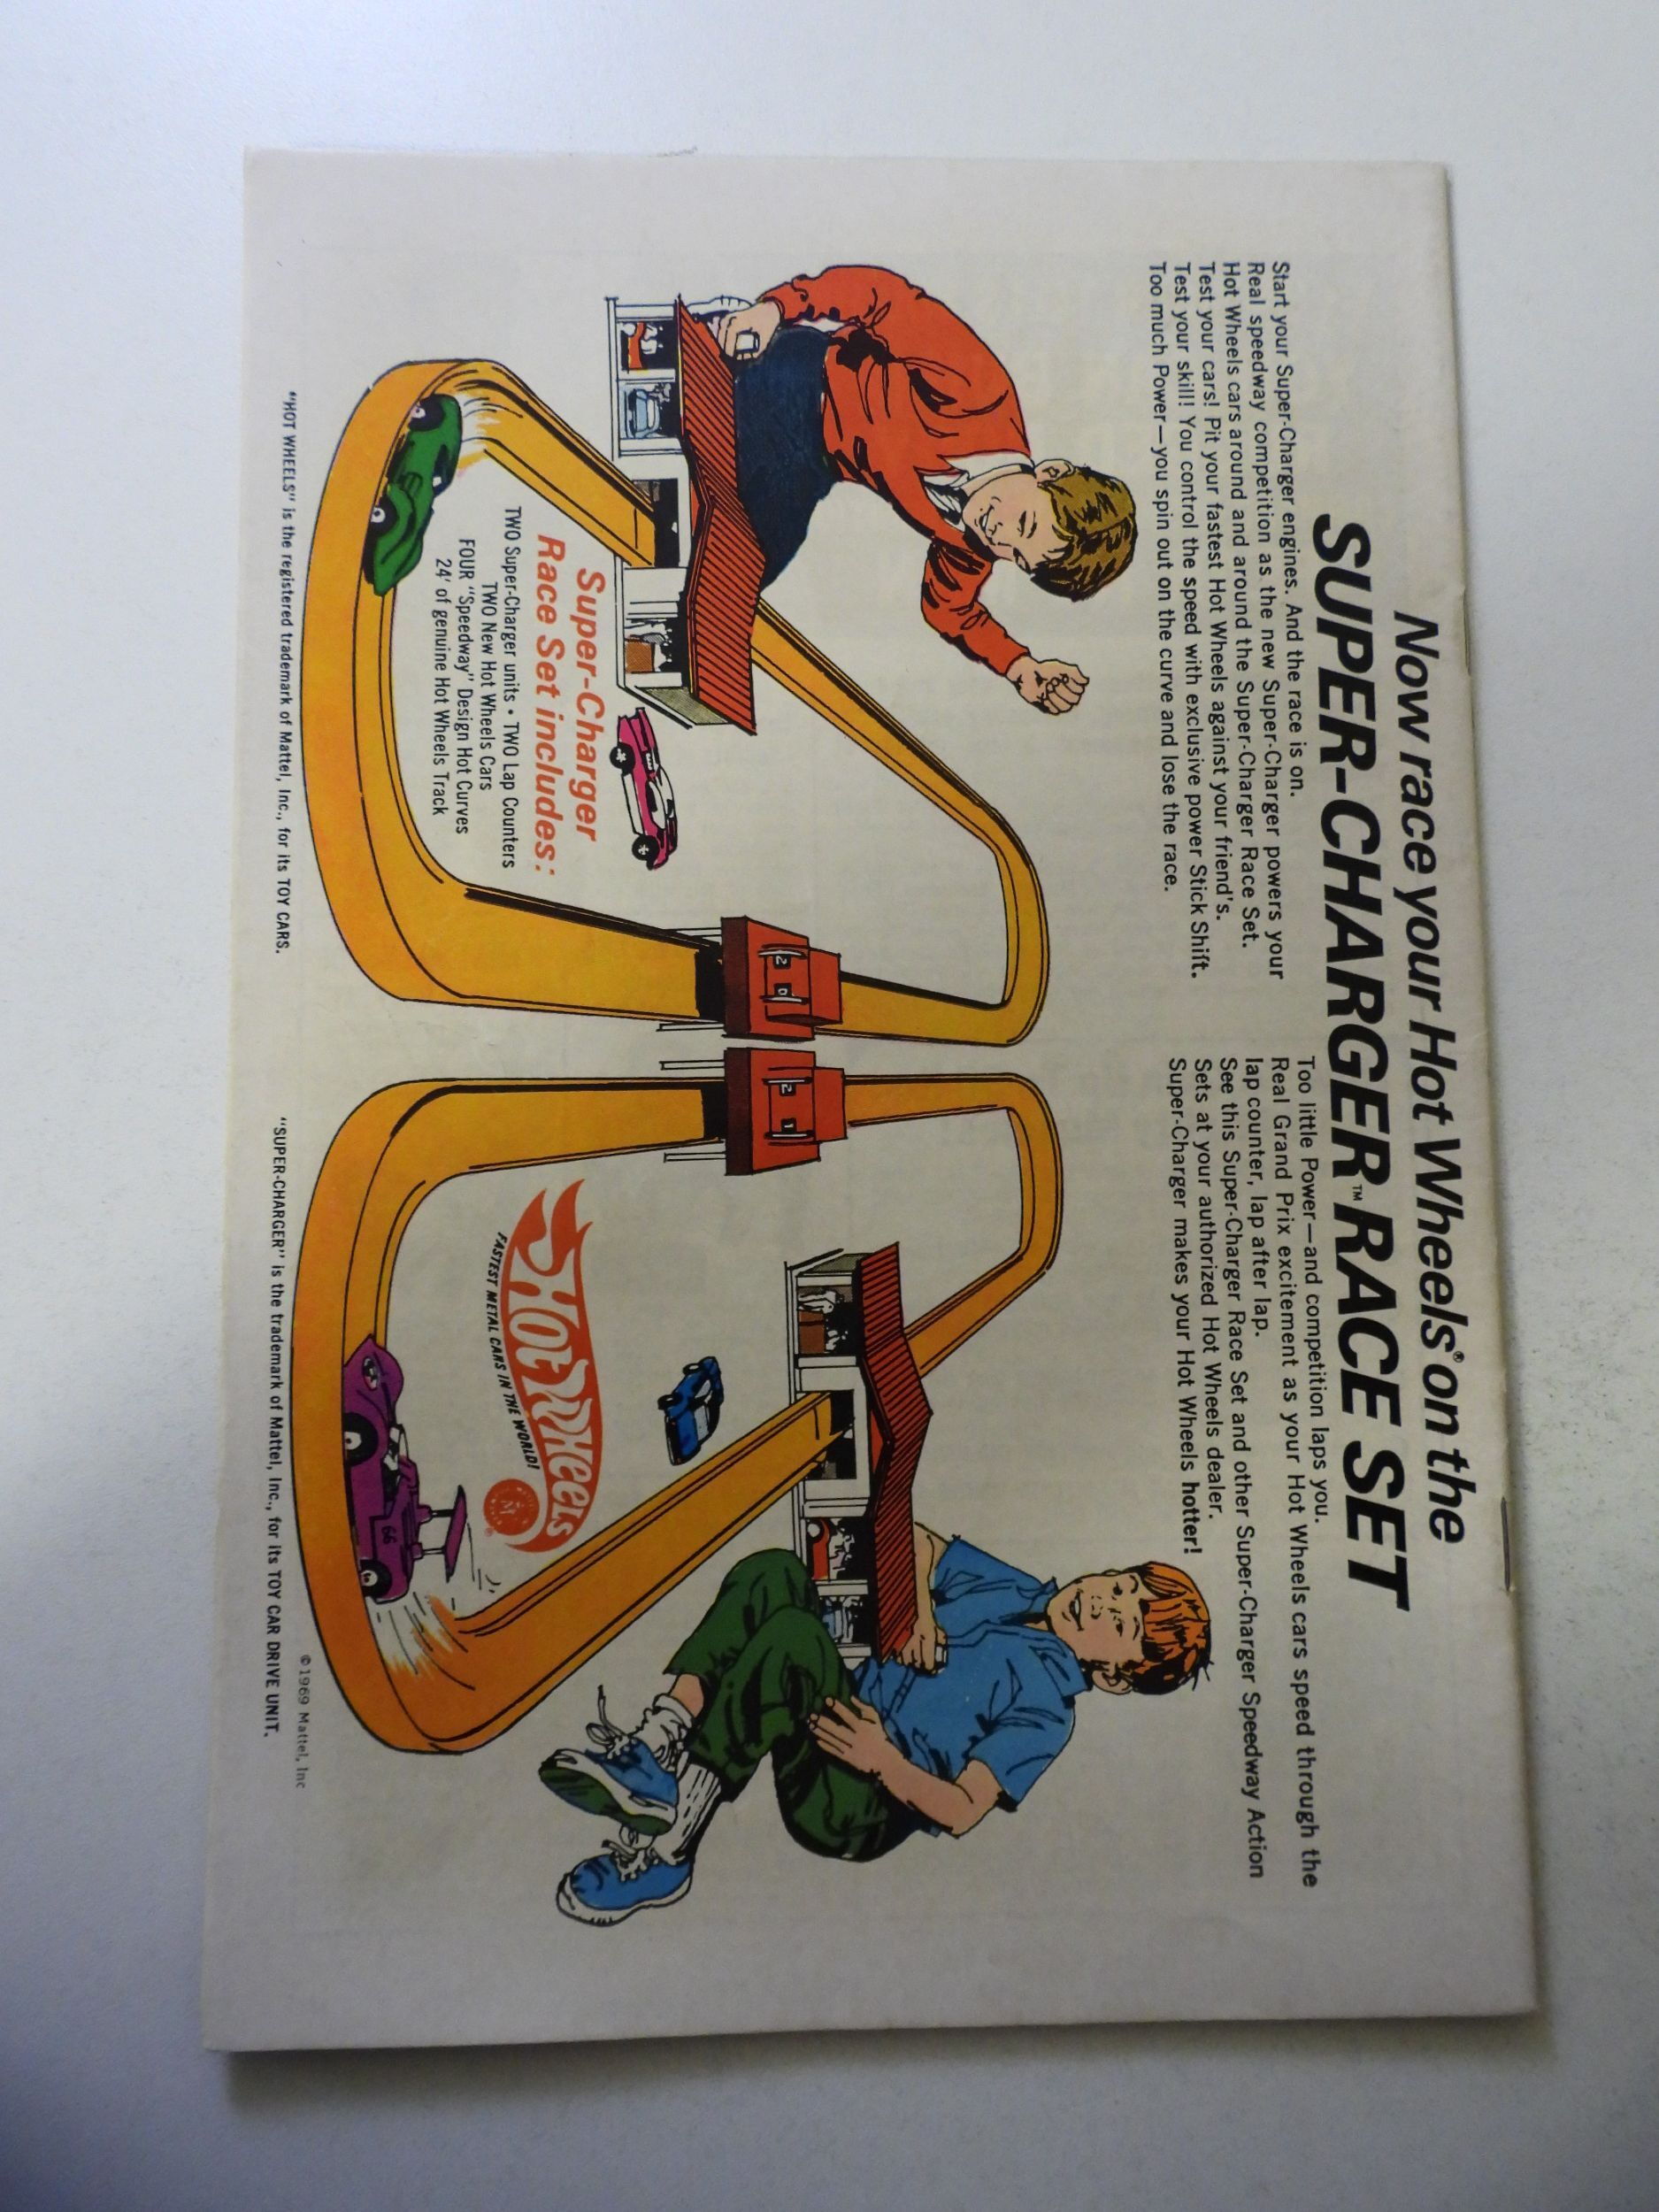 Now race your Hot Wheels® on the
SUPER-CHARGER™ RACE SET
Start your Super-Charger engines. And the race is on.
Real speedway competition as the new Super-Charger powers your
Hot Wheels cars around and around the Super-Charger Race Set.
Test your cars! Pit your fastest Hot Wheels against your friend's.
Test your skill! You control the speed with exclusive power Stick Shift.
Too much Power—you spin out on the curve and lose the race.
Too little Power—and competition laps you.
Real Grand Prix excitement as your Hot Wheels cars speed through the
lap counter, lap after lap.
See this Super-Charger Race Set and other Super-Charger Speedway Action
Sets at your authorized Hot Wheels dealer.
Super-Charger makes your Hot Wheels hotter!
2 0
2 1
Super-Charger
Race Set includes:
TWO Super-Charger units • TWO Lap Counters
TWO New Hot Wheels Cars
FOUR "Speedway" Design Hot Curves
24' of genuine Hot Wheels Track
Hot Wheels
FASTEST METAL CARS IN THE WORLD!
®
66
©1969 Mattel, Inc
"HOT WHEELS" is the registered trademark of Mattel, Inc., for its TOY CARS.
"SUPER-CHARGER" is the trademark of Mattel, Inc., for its TOY CAR DRIVE UNIT.